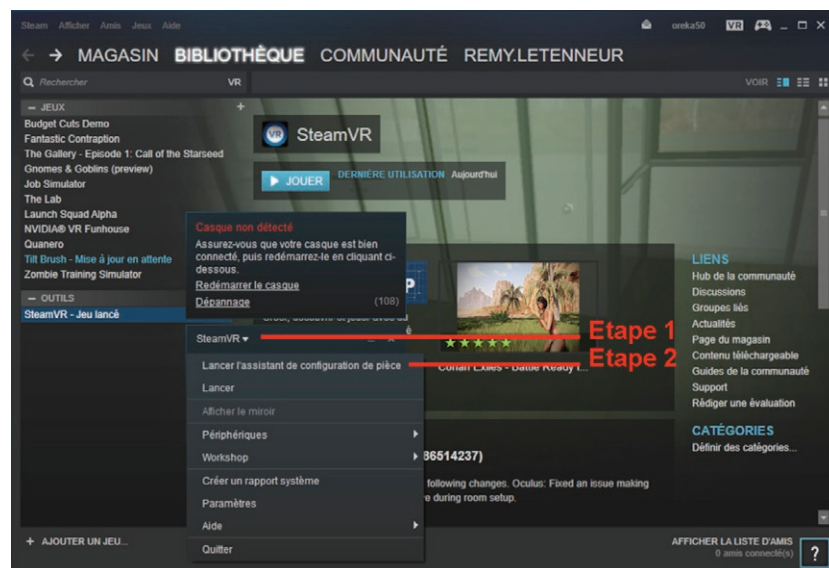 Steam Afficher Amis Jeux Aide
oreka50 VR
MAGASIN BIBLIOTHÈQUE COMMUNAUTÉ REMY.LETENNEUR
Rechercher VR
VOIR
— JEUX +
Budget Cuts Demo
Fantastic Contraption
The Gallery - Episode 1: Call of the Starseed
Gnomes & Goblins (preview)
Job Simulator
The Lab
Launch Squad Alpha
NVIDIA® VR Funhouse
Quanero
Tilt Brush - Mise à jour en attente
Zombie Training Simulator
— OUTILS
SteamVR - Jeu lancé
VR SteamVR
JOUER
DERNIÈRE UTILISATION Aujourd'hui
Casque non détecté
Assurez-vous que votre casque est bien
connecté, puis redémarrez-le en cliquant ci-
dessous.
Redémarrer le casque
Dépannage (108)
P
SteamVR
Etape 1
Lancer l'assistant de configuration de pièce
Etape 2
Lancer
Afficher le miroir
Périphériques
Workshop
Créer un rapport système
Paramètres
Aide
Quitter
Conan Exiles - Battle Ready f...
86514237)
following changes. Oculus: Fixed an issue making
e during room setup.
LIENS
Hub de la communauté
Discussions
Groupes liés
Actualités
Page du magasin
Contenu téléchargeable
Guides de la communauté
Support
Rédiger une évaluation
CATÉGORIES
Définir des catégories...
+ AJOUTER UN JEU...
AFFICHER LA LISTE D'AMIS
0 amis connecté(s)
?